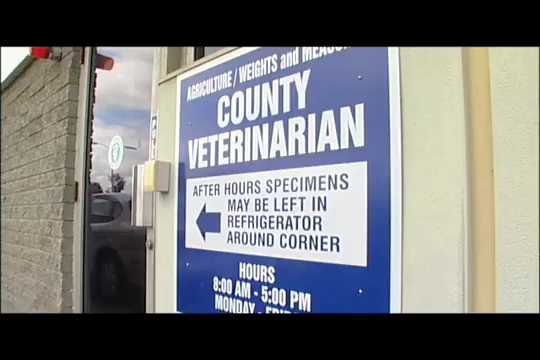 AGRICULTURE / WEIGHTS and
COUNTY
VETERINARIAN
AFTER HOURS SPECIMENS
MAY BE LEFT IN
REFRIGERATOR
AROUND CORNER
HOURS
8:00 AM - 5:00 PM
MONDAY -